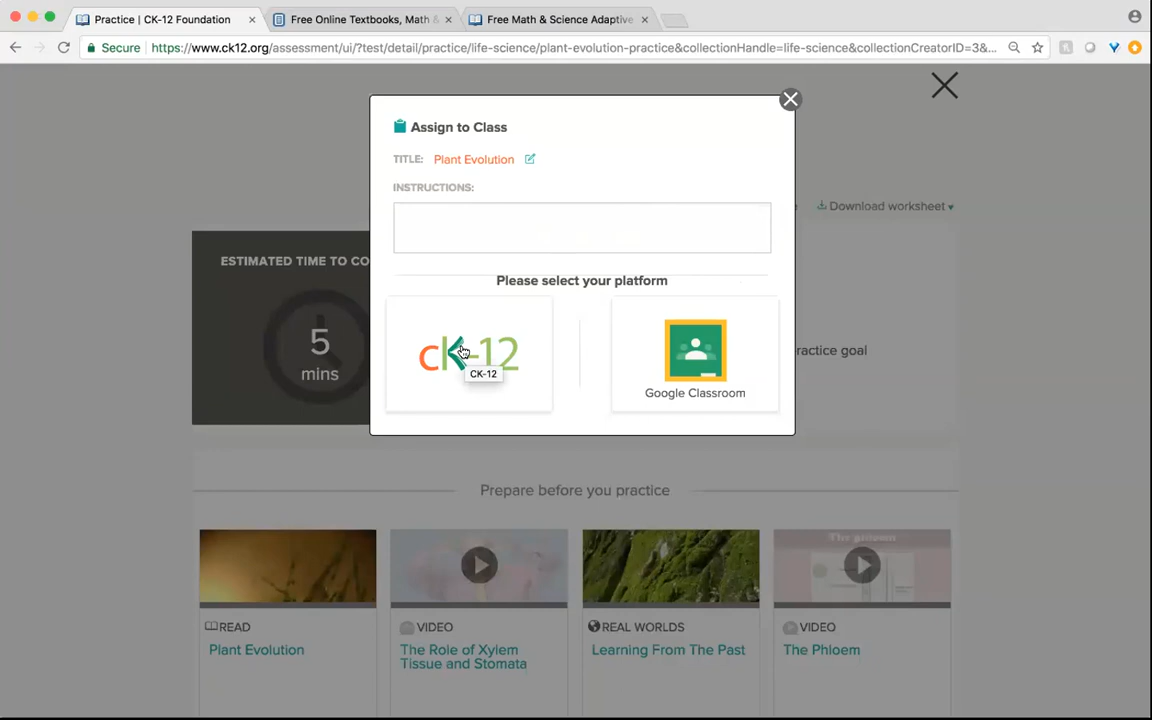 Practice | CK-12 Foundation
Free Online Textbooks, Math &
Free Math & Science Adaptive
Secure
https://www.ck12.org/assessment/ui/?test/detail/practice/life-science/plant-evolution-practice&collectionHandle=life-science&collectionCreatorID=3&...
Assign to Class
TITLE: Plant Evolution
INSTRUCTIONS:
Download worksheet
ESTIMATED TIME TO CO
Please select your platform
5
mins
cK-12
CK-12
Google Classroom
ractice goal
Prepare before you practice
The phloem
READ
Plant Evolution
VIDEO
The Role of Xylem
Tissue and Stomata
REAL WORLDS
Learning From The Past
VIDEO
The Phloem